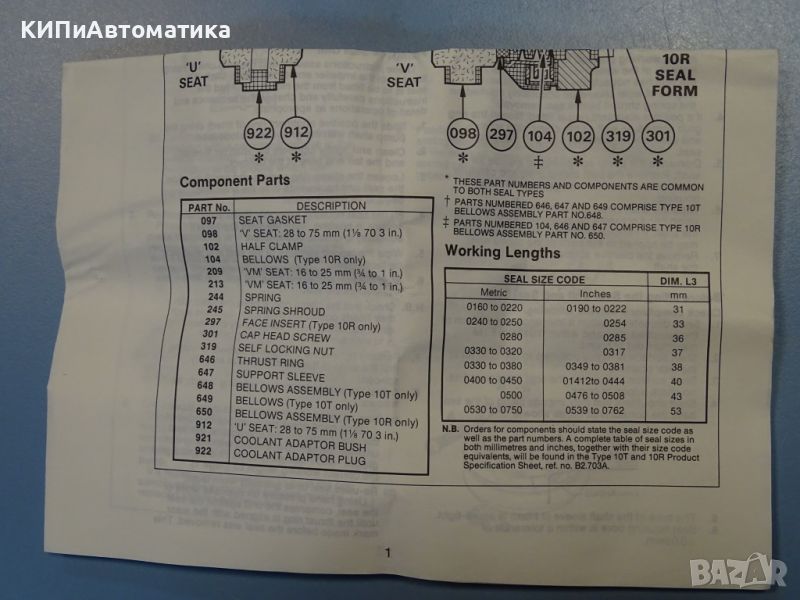 КИПиАвтоматика
'U'
SEAT
'V'
SEAT
10R
SEAL
FORM
922
912
098
297
104
102
319
301
*
*
*
‡
*
*
*
Component Parts
PART No. DESCRIPTION
097 SEAT GASKET
098 'V' SEAT: 28 to 75 mm (1⅛ 70 3 in.)
102 HALF CLAMP
104 BELLOWS (Type 10R only)
209 'VM' SEAT: 16 to 25 mm (¾ to 1 in.)
213 'VM' SEAT: 16 to 25 mm (¾ to 1 in.)
244 SPRING
245 SPRING SHROUD
297 FACE INSERT (Type 10R only)
301 CAP HEAD SCREW
319 SELF LOCKING NUT
646 THRUST RING
647 SUPPORT SLEEVE
648 BELLOWS ASSEMBLY (Type 10T only)
649 BELLOWS (Type 10T only)
650 BELLOWS ASSEMBLY (Type 10R only)
912 'U' SEAT: 28 to 75 mm (1⅛ 70 3 in.)
921 COOLANT ADAPTOR BUSH
922 COOLANT ADAPTOR PLUG
* THESE PART NUMBERS AND COMPONENTS ARE COMMON
TO BOTH SEAL TYPES
† PARTS NUMBERED 646, 647 AND 649 COMPRISE TYPE 10T
BELLOWS ASSEMBLY PART NO.648.
‡ PARTS NUMBERED 104, 646 AND 647 COMPRISE TYPE 10R
BELLOWS ASSEMBLY PART NO. 650.
Working Lengths
SEAL SIZE CODE DIM. L3
Metric Inches mm
0160 to 0220 0190 to 0222 31
0240 to 0250 0254 33
0280 0285 36
0330 to 0320 0317 37
0330 to 0380 0349 to 0381 38
0400 to 0450 01412to 0444 40
0500 0476 to 0508 43
0530 to 0750 0539 to 0762 53
N.B. Orders for components should state the seal size code as
well as the part numbers. A complete table of seal sizes in
both millimetres and inches, together with their size code
equivalents, will be found in the Type 10T and 10R Product
Specification Sheet, ref. no. B2.703A.
1
BAZAR